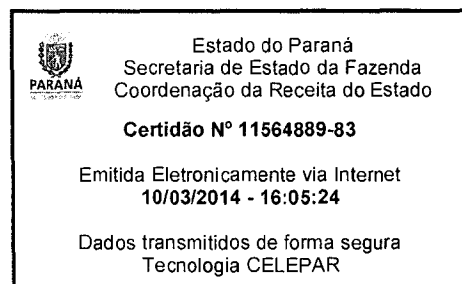 Estado do Paraná
Secretaria de Estado da Fazenda
PARANÁ
Coordenação da Receita do Estado
Certidão Nº 11564889-83
Emitida Eletronicamente via Internet
10/03/2014 - 16:05:24
Dados transmitidos de forma segura
Tecnologia CELEPAR